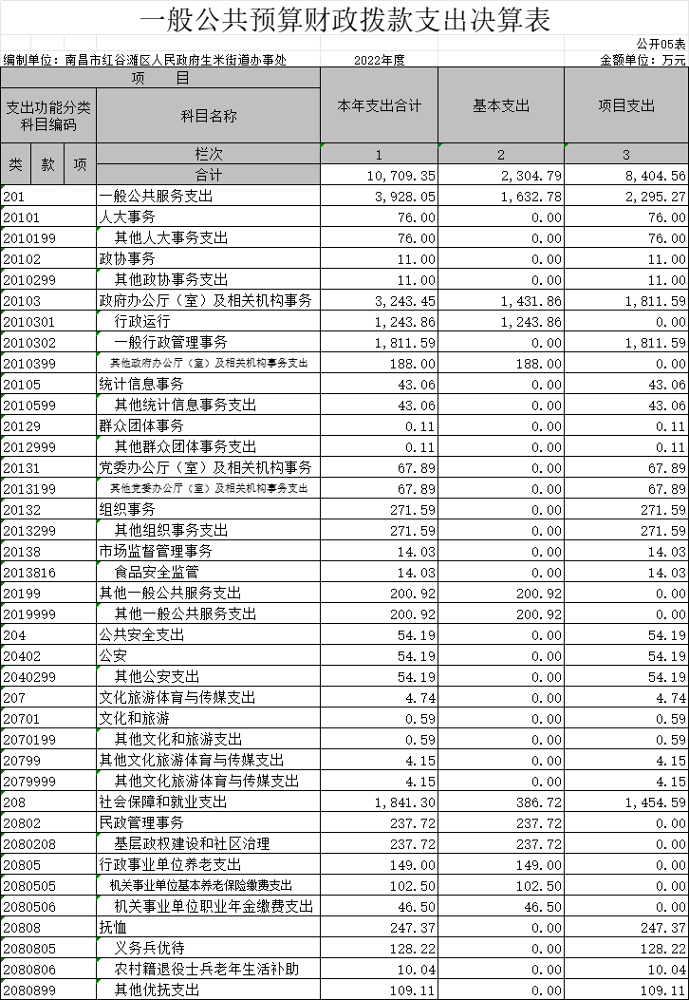 一般公共预算财政拨款支出决算表
公开05表
编制单位：南昌市红谷滩区人民政府生米街道办事处 2022年度 金额单位：万元
项 目 本年支出合计 基本支出 项目支出
支出功能分类科目编码 科目名称
类 款 项 栏次 1 2 3
合计 10,709.35 2,304.79 8,404.56
201 一般公共服务支出 3,928.05 1,632.78 2,295.27
20101 人大事务 76.00 0.00 76.00
2010199 其他人大事务支出 76.00 0.00 76.00
20102 政协事务 11.00 0.00 11.00
2010299 其他政协事务支出 11.00 0.00 11.00
20103 政府办公厅（室）及相关机构事务 3,243.45 1,431.86 1,811.59
2010301 行政运行 1,243.86 1,243.86 0.00
2010302 一般行政管理事务 1,811.59 0.00 1,811.59
2010399 其他政府办公厅（室）及相关机构事务支出 188.00 188.00 0.00
20105 统计信息事务 43.06 0.00 43.06
2010599 其他统计信息事务支出 43.06 0.00 43.06
20129 群众团体事务 0.11 0.00 0.11
2012999 其他群众团体事务支出 0.11 0.00 0.11
20131 党委办公厅（室）及相关机构事务 67.89 0.00 67.89
2013199 其他党委办公厅（室）及相关机构事务支出 67.89 0.00 67.89
20132 组织事务 271.59 0.00 271.59
2013299 其他组织事务支出 271.59 0.00 271.59
20138 市场监督管理事务 14.03 0.00 14.03
2013816 食品安全监管 14.03 0.00 14.03
20199 其他一般公共服务支出 200.92 200.92 0.00
2019999 其他一般公共服务支出 200.92 200.92 0.00
204 公共安全支出 54.19 0.00 54.19
20402 公安 54.19 0.00 54.19
2040299 其他公安支出 54.19 0.00 54.19
207 文化旅游体育与传媒支出 4.74 0.00 4.74
20701 文化和旅游 0.59 0.00 0.59
2070199 其他文化和旅游支出 0.59 0.00 0.59
20799 其他文化旅游体育与传媒支出 4.15 0.00 4.15
2079999 其他文化旅游体育与传媒支出 4.15 0.00 4.15
208 社会保障和就业支出 1,841.30 386.72 1,454.59
20802 民政管理事务 237.72 237.72 0.00
2080208 基层政权建设和社区治理 237.72 237.72 0.00
20805 行政事业单位养老支出 149.00 149.00 0.00
2080505 机关事业单位基本养老保险缴费支出 102.50 102.50 0.00
2080506 机关事业单位职业年金缴费支出 46.50 46.50 0.00
20808 抚恤 247.37 0.00 247.37
2080805 义务兵优待 128.22 0.00 128.22
2080806 农村籍退役士兵老年生活补助 10.04 0.00 10.04
2080899 其他优抚支出 109.11 0.00 109.11